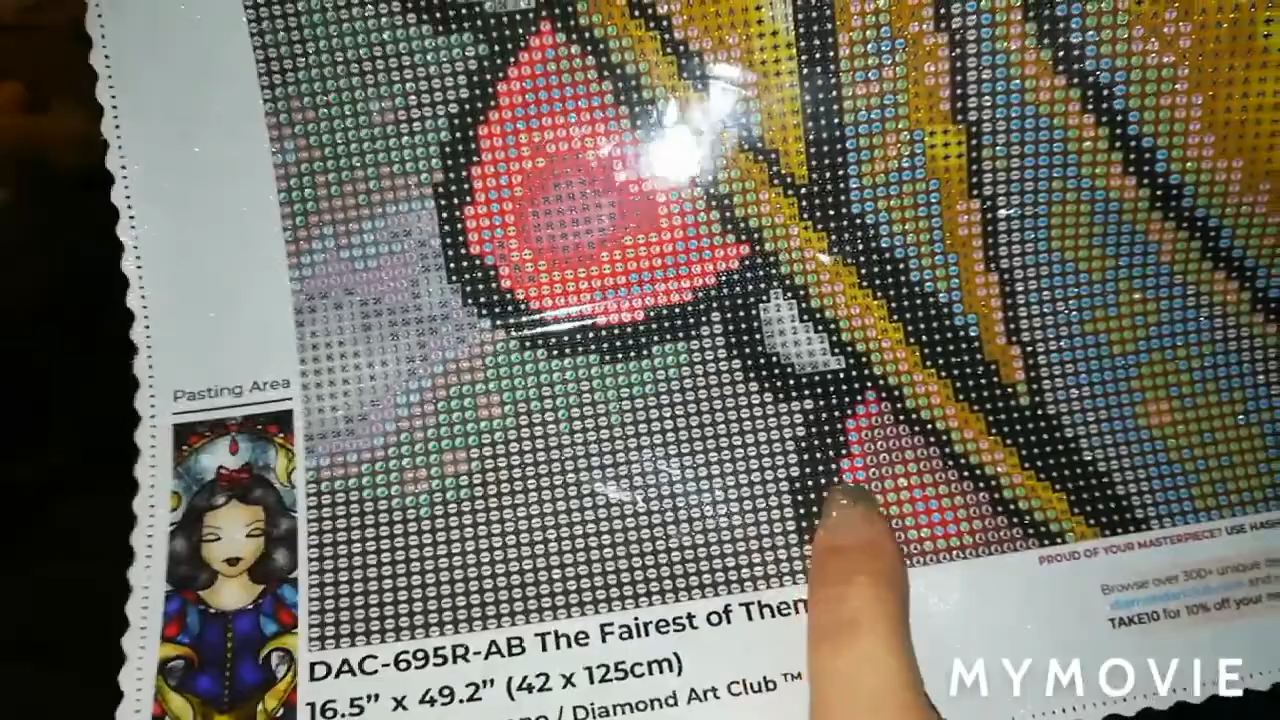 Pasting Area
DAC-695R-AB The Fairest of Them
16.5” x 49.2” (42 x 125cm)
/ Diamond Art Club™
PROUD OF YOUR MASTERPIECE? USE
Browse over 300+ unique
TAKE10 for 10% off your
MYMOVIE